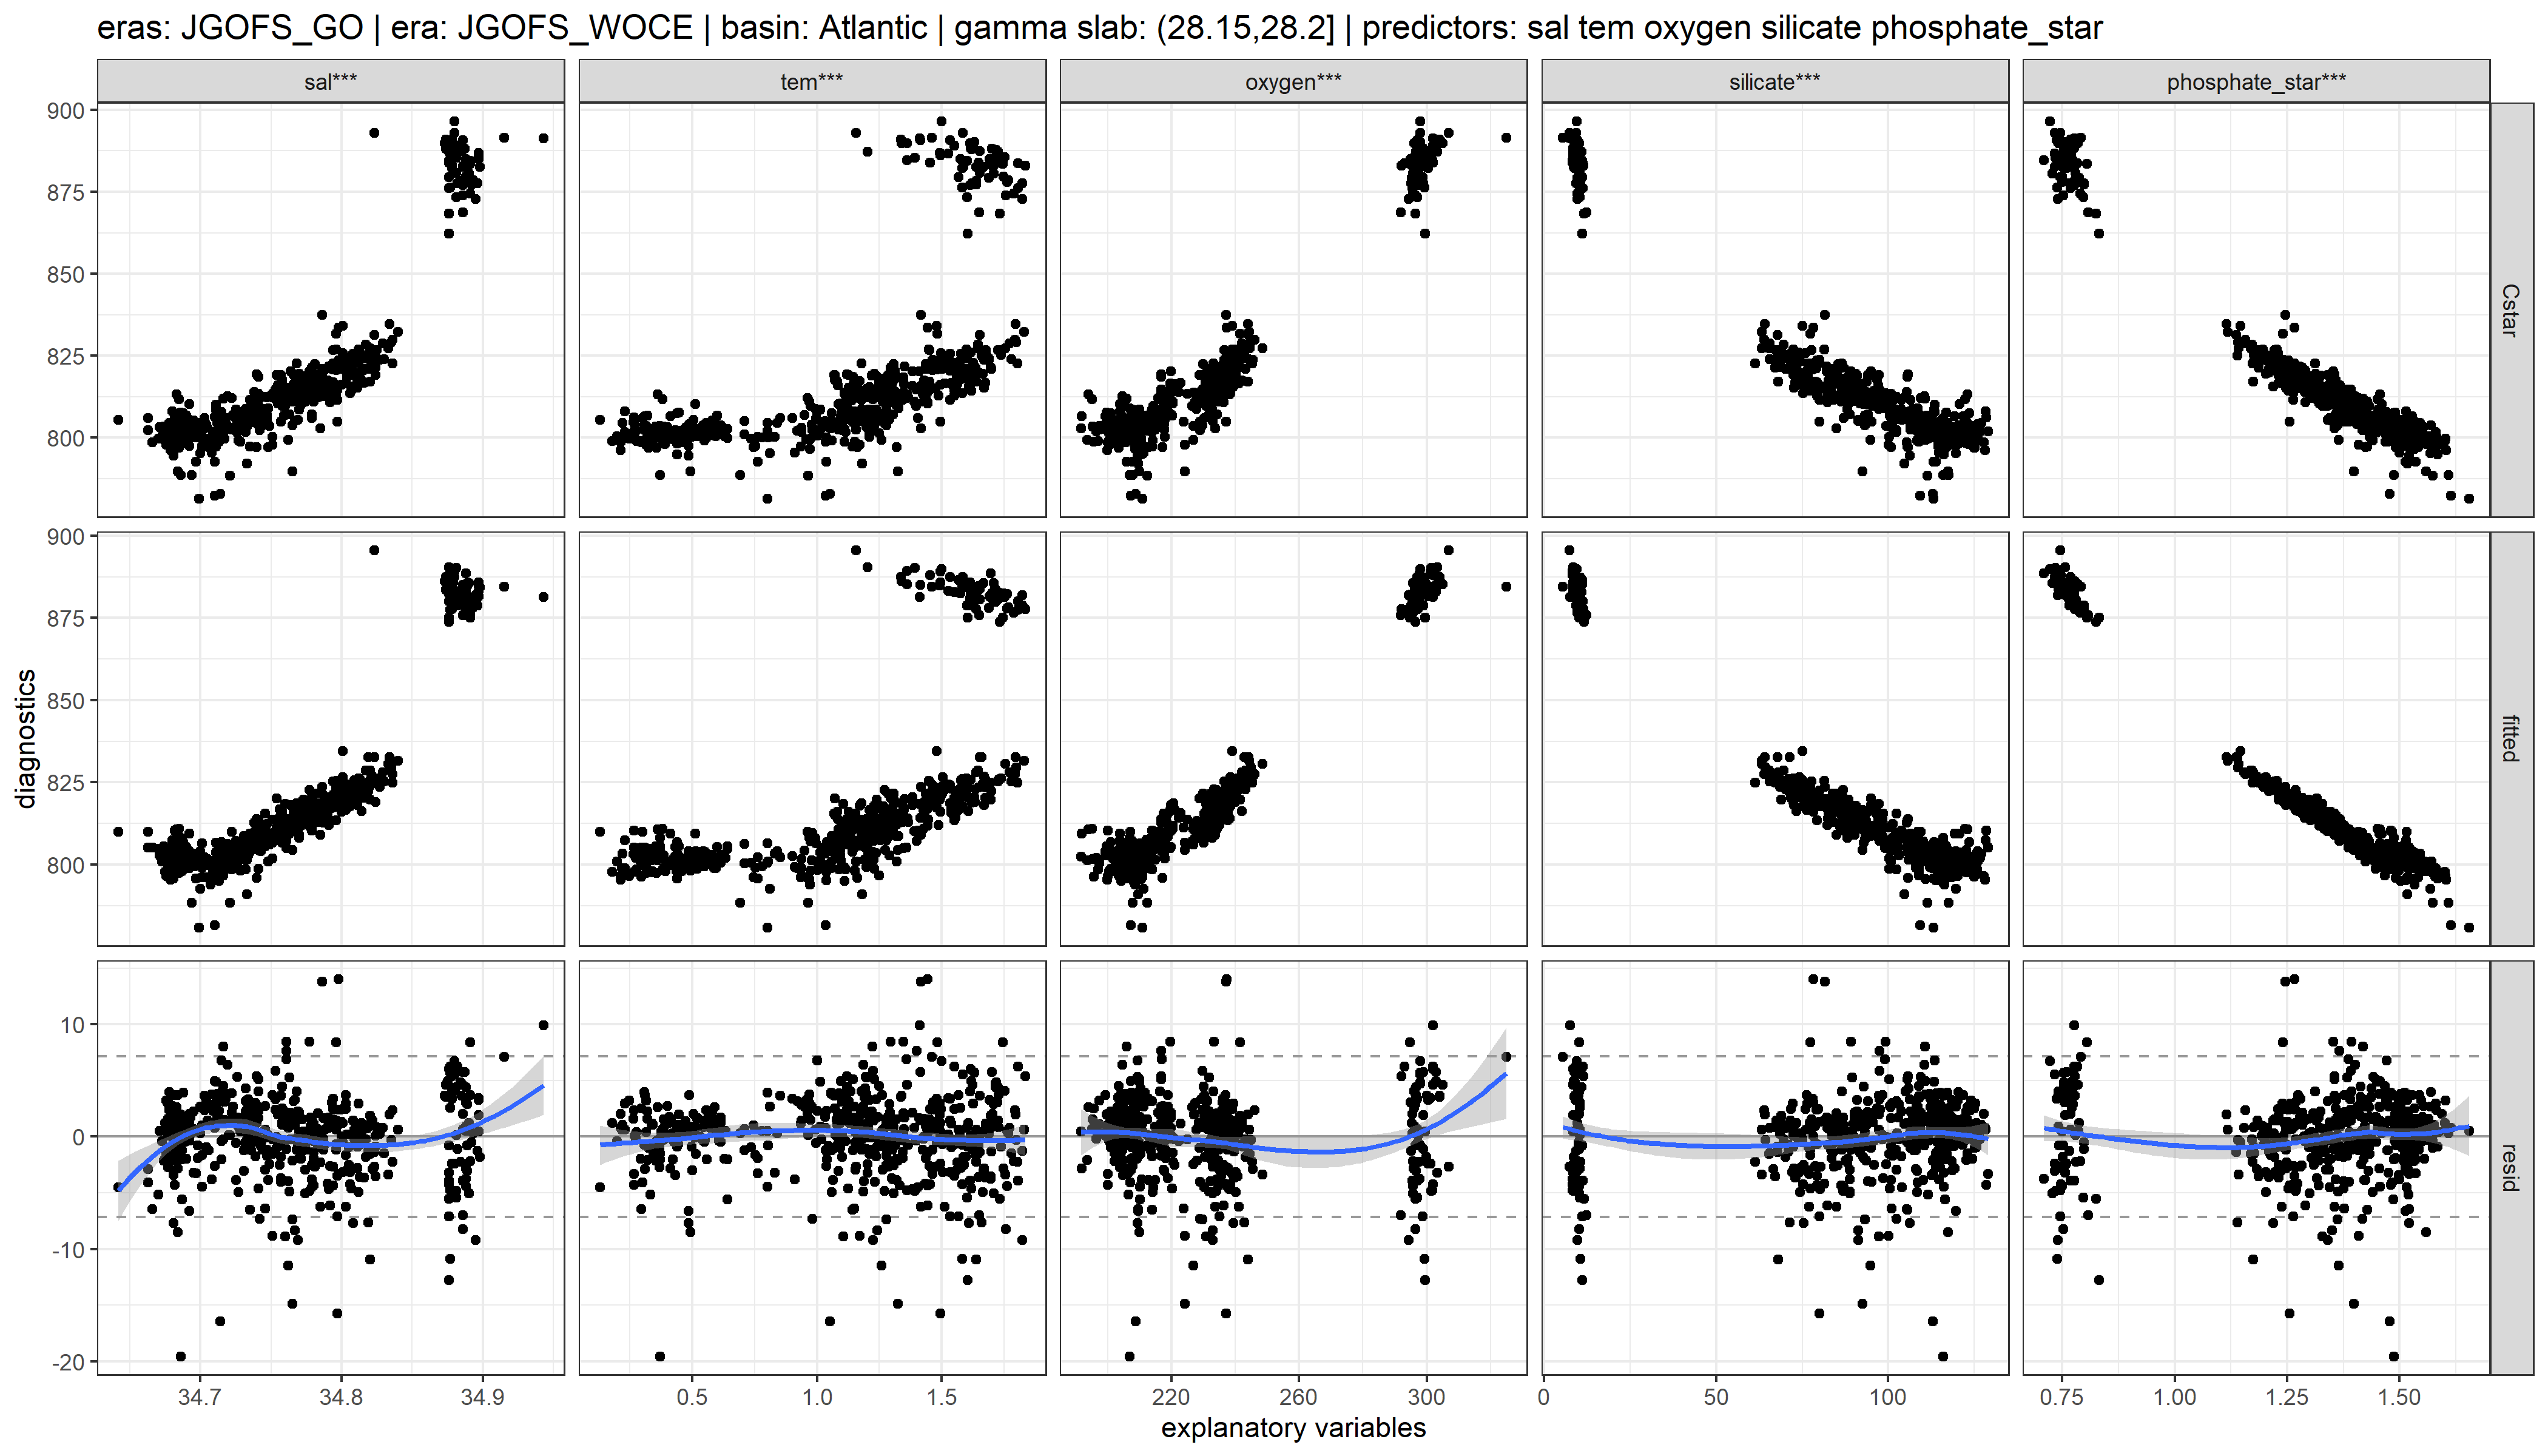 eras: JGOFS_GO | era: JGOFS_WOCE | basin: Atlantic | gamma slab: (28.15,28.2] | predictors: sal tem oxygen silicate phosphate_star
sal*** tem*** oxygen*** silicate*** phosphate_star***
900
875
850
825
800
Cstar
900
875
850
825
800
fitted
diagnostics
10
0
-10
-20
resid
34.7 34.8 34.9 0.5 1.0 1.5 220 260 300 0 50 100 0.75 1.00 1.25 1.50
explanatory variables